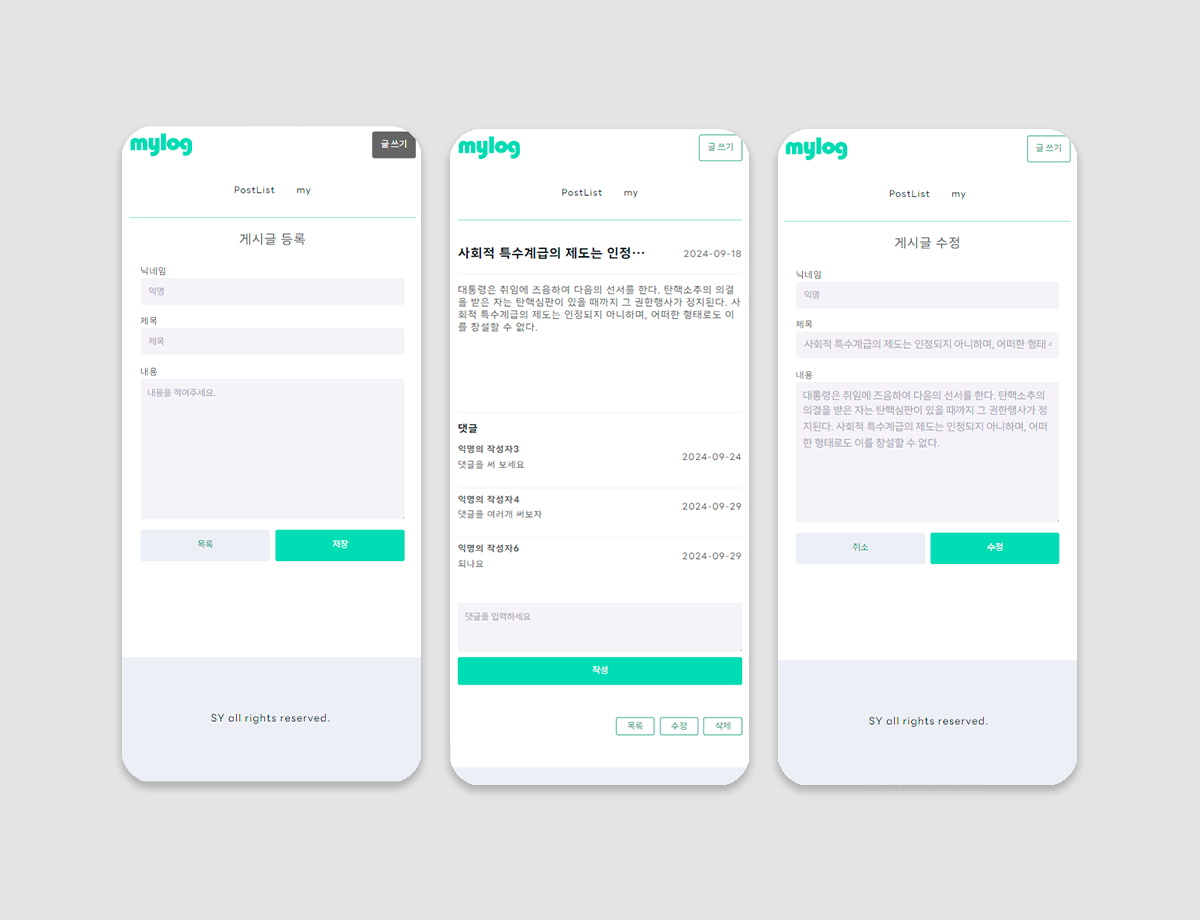 mylog
글 쓰기
PostList my
게시글 등록
닉네임
익명
제목
제목
내용
내용을 적어주세요.
목록
저장
SY all rights reserved.
mylog
글 쓰기
PostList my
사회적 특수계급의 제도는 인정…
2024-09-18
대통령은 취임에 즈음하여 다음의 선서를 한다. 탄핵소추의 의결
을 받은 자는 탄핵심판이 있을 때까지 그 권한행사가 정지된다. 사
회적 특수계급의 제도는 인정되지 아니하며, 어떠한 형태로도 이
를 창설할 수 없다.
댓글
익명의 작성자3
댓글을 써 보세요
2024-09-24
익명의 작성자4
댓글을 여러개 써보자
2024-09-29
익명의 작성자6
되나요
2024-09-29
댓글을 입력하세요
작성
목록
수정
삭제
mylog
글 쓰기
PostList my
게시글 수정
닉네임
익명
제목
사회적 특수계급의 제도는 인정되지 아니하며, 어떠한 형태
내용
대통령은 취임에 즈음하여 다음의 선서를 한다. 탄핵소추의
의결을 받은 자는 탄핵심판이 있을 때까지 그 권한행사가 정
지된다. 사회적 특수계급의 제도는 인정되지 아니하며, 어떠
한 형태로도 이를 창설할 수 없다.
취소
수정
SY all rights reserved.